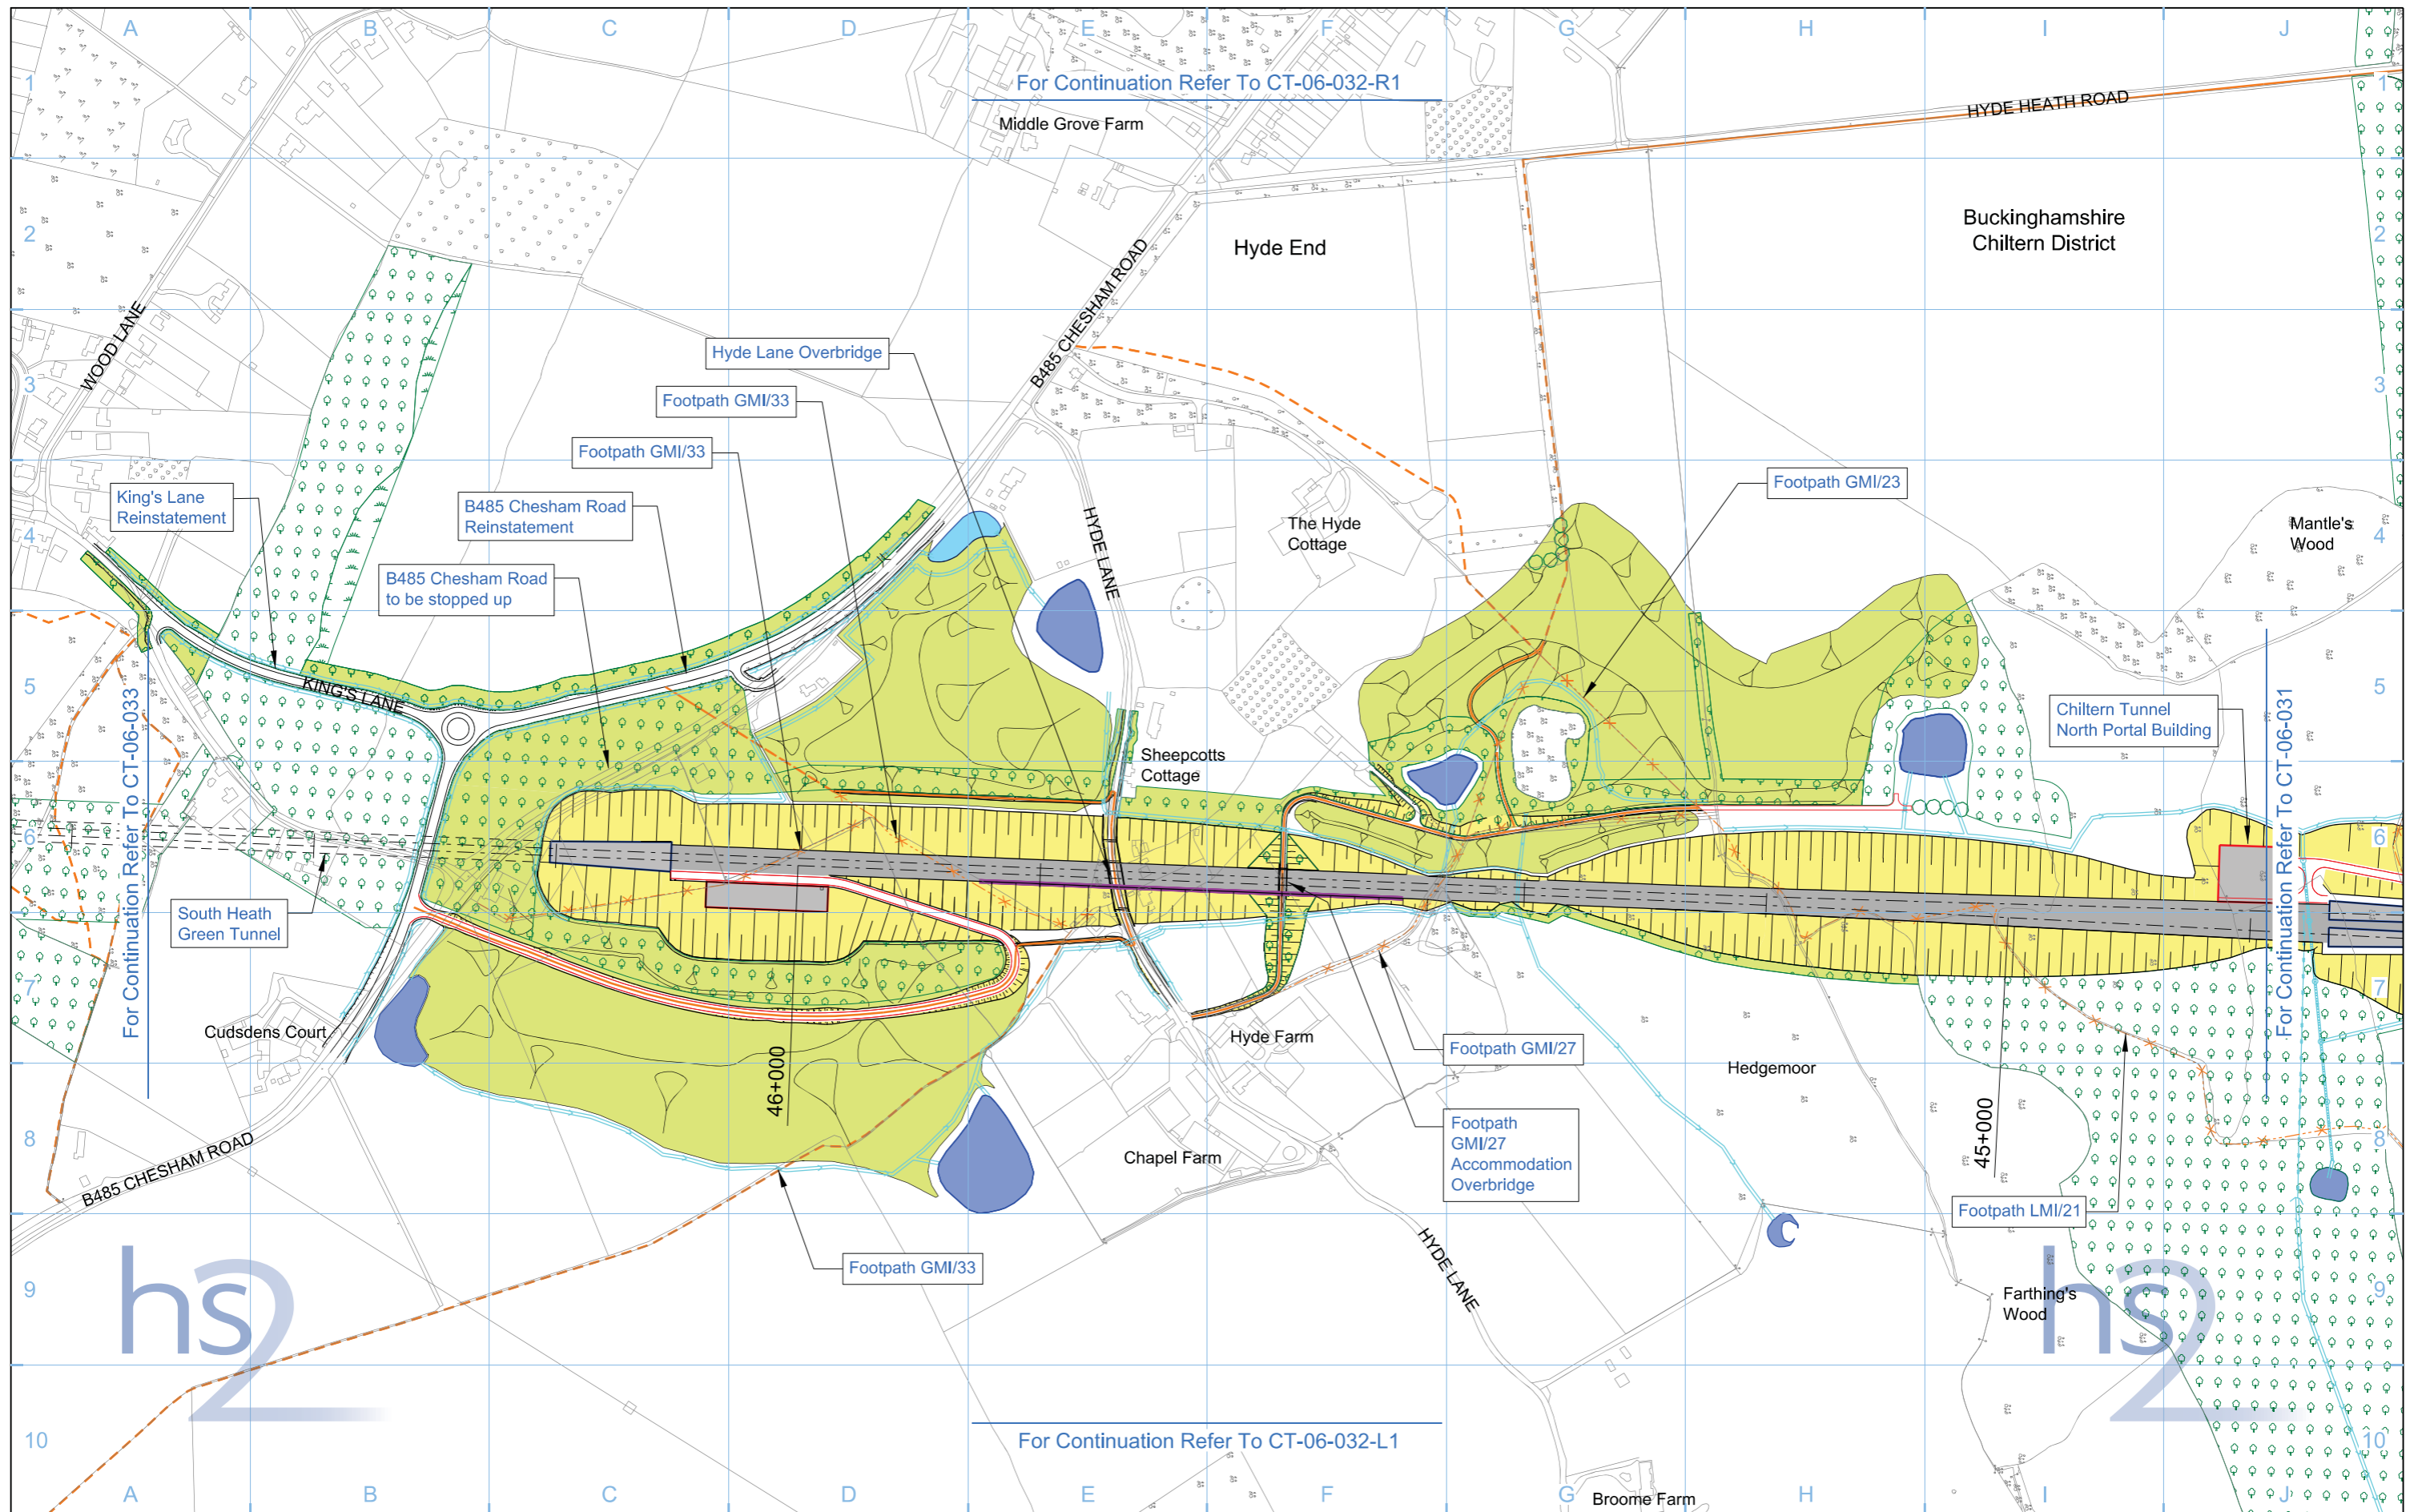 A B C D E F G H I J
1
1
For Continuation Refer To CT-06-032-R1
HYDE HEATH ROAD
Middle Grove Farm
2
2
Buckinghamshire
Chiltern District
Hyde End
B485 CHESHAM ROAD
WOOD LANE
3
3
Hyde Lane Overbridge
Footpath GMI/33
Footpath GMI/33
Footpath GMI/23
King's Lane
Reinstatement
B485 Chesham Road
Reinstatement
The Hyde
Cottage
Mantle's
Wood
4
4
HYDE LANE
B485 Chesham Road
to be stopped up
5
5
KING'S LANE
For Continuation Refer To CT-06-033
For Continuation Refer To CT-06-031
Chiltern Tunnel
North Portal Building
Sheepcotts
Cottage
6
6
South Heath
Green Tunnel
7
7
Cudsdens Court
Hyde Farm
Footpath GMI/27
Hedgemoor
46+000
45+000
8
8
Footpath
GMI/27
Accommodation
Overbridge
Chapel Farm
B485 CHESHAM ROAD
Footpath LMI/21
Footpath GMI/33
HYDE LANE
9
9
hs2
hs2
Farthing's
Wood
10
10
For Continuation Refer To CT-06-032-L1
Broome Farm
A B C D E F G H I J